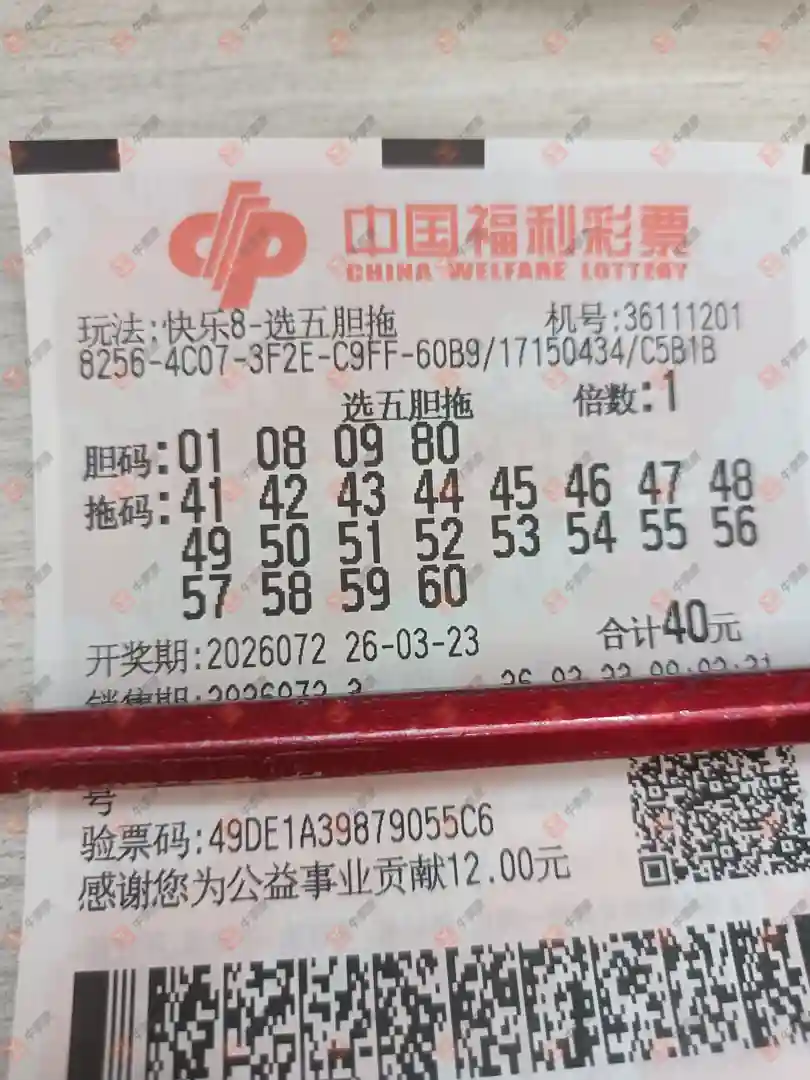 中国福利彩票
CHINA WELFARE LOTTERY
玩法:快乐8-选五胆拖 机号:36111201
8256-4C07-3F2E-C9FF-60B9/17150434/C5B1B
选五胆拖 倍数:1
胆码:01 08 09 80
拖码:41 42 43 44 45 46 47 48
49 50 51 52 53 54 55 56
57 58 59 60
开奖期:2026072 26-03-23 合计40元
销售期:2026072
号
验票码:49DE1A39879055C6
感谢您为公益事业贡献12.00元